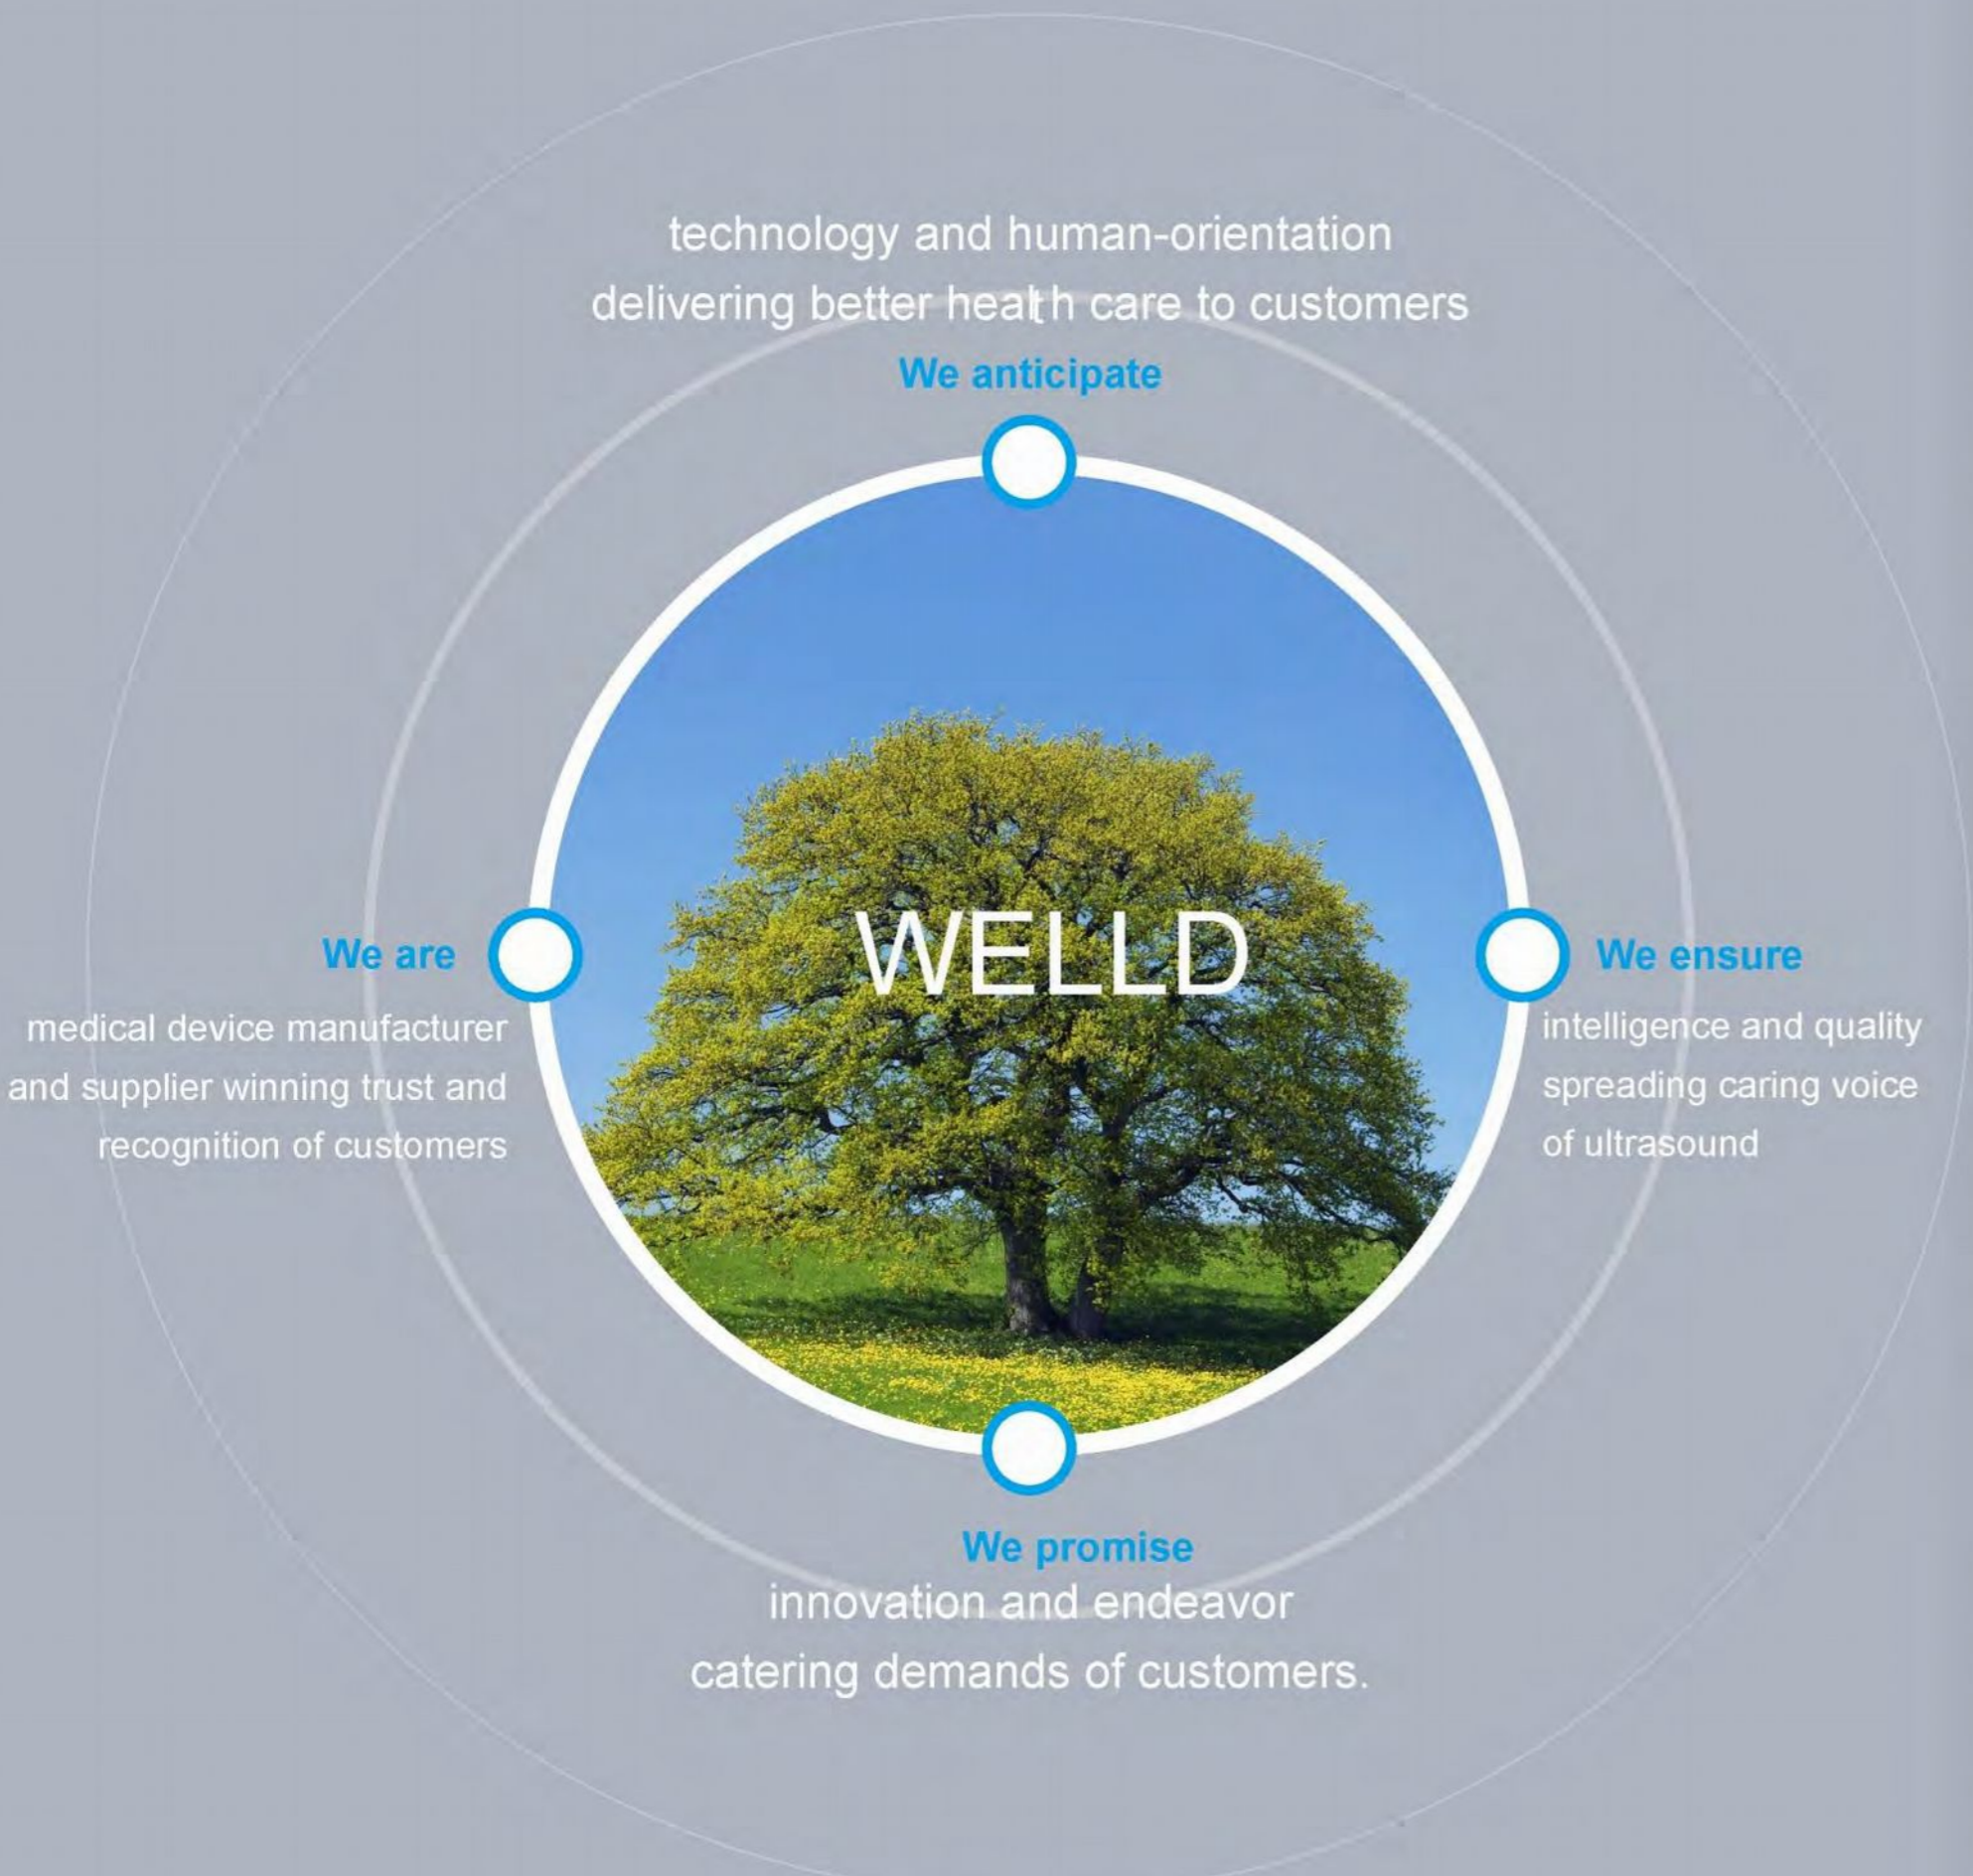 technology and human-orientation
delivering better health care to customers
We anticipate
WELLD
We are
medical device manufacturer
and supplier winning trust and
recognition of customers
We ensure
intelligence and quality
spreading caring voice
of ultrasound
We promise
innovation and endeavor
catering demands of customers.